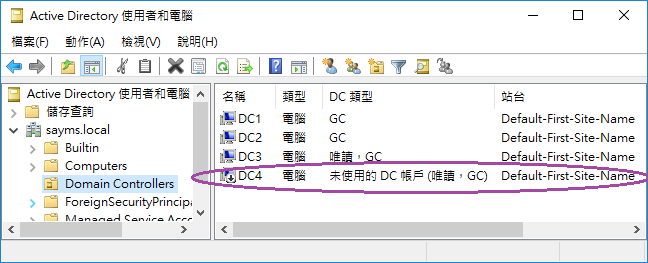 Active Directory 使用者和電腦
檔案(F) 動作(A) 檢視(V) 說明(H)
Active Directory 使用者和電腦
儲存查詢
sayms.local
Builtin
Computers
Domain Controllers
ForeignSecurityPrincipa
Managed Service Acco
名稱 類型 DC 類型 站台
DC1 電腦 GC Default-First-Site-Name
DC2 電腦 GC Default-First-Site-Name
DC3 電腦 唯讀，GC Default-First-Site-Name
DC4 電腦 未使用的 DC 帳戶 (唯讀，GC) Default-First-Site-Name